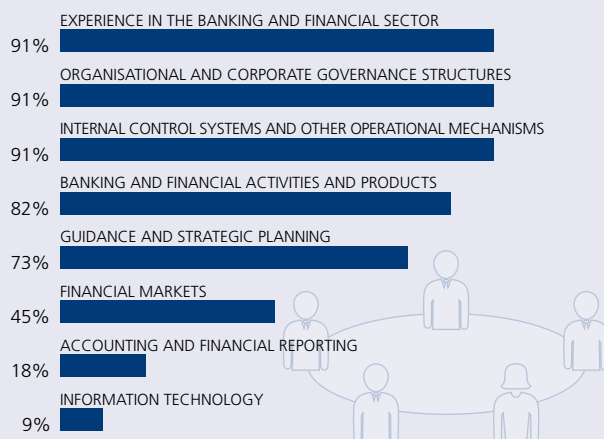 EXPERIENCE IN THE BANKING AND FINANCIAL SECTOR
91%
ORGANISATIONAL AND CORPORATE GOVERNANCE STRUCTURES
91%
INTERNAL CONTROL SYSTEMS AND OTHER OPERATIONAL MECHANISMS
91%
BANKING AND FINANCIAL ACTIVITIES AND PRODUCTS
82%
GUIDANCE AND STRATEGIC PLANNING
73%
FINANCIAL MARKETS
45%
ACCOUNTING AND FINANCIAL REPORTING
18%
INFORMATION TECHNOLOGY
9%